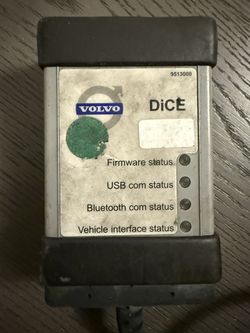 9513000
VOLVO
DiCE
Firmware status
USB com status
Bluetooth com status
Vehicle interface status